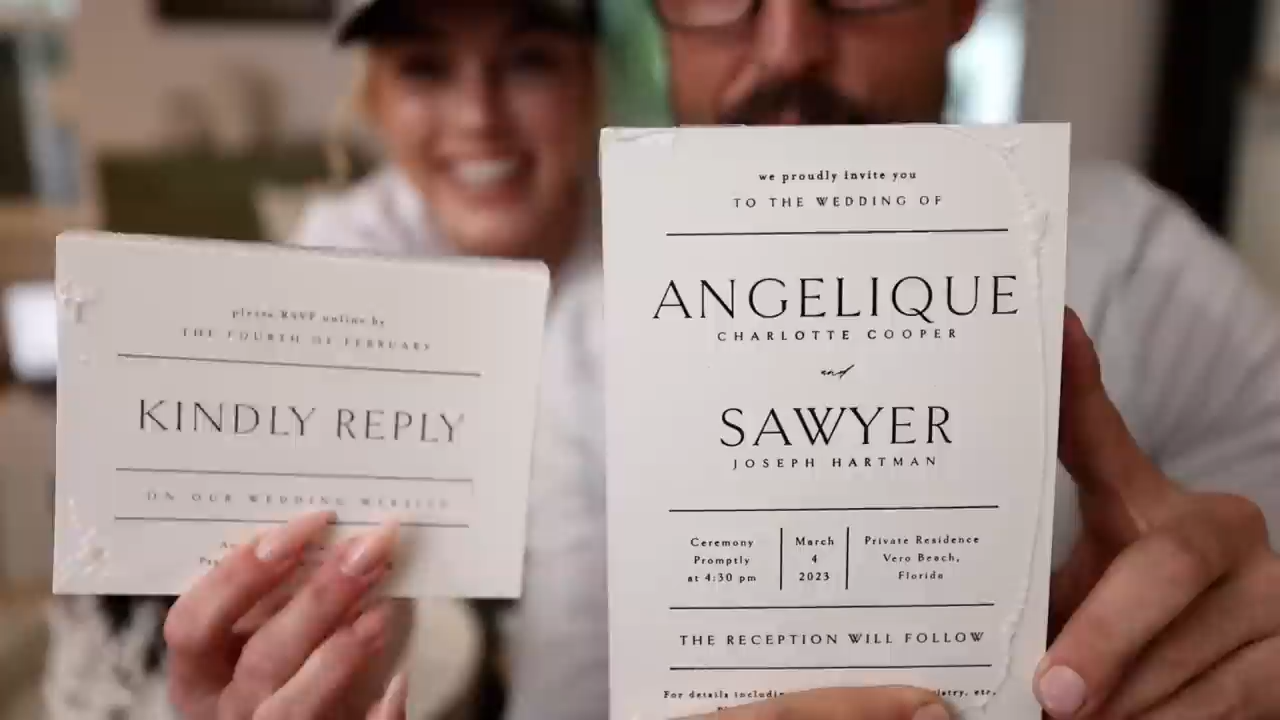 please RSVP online by
THE FOURTH OF FEBRUARY
KINDLY REPLY
ON OUR WEDDING WEBSITE
we proudly invite you
TO THE WEDDING OF
ANGELIQUE
CHARLOTTE COOPER
and
SAWYER
JOSEPH HARTMAN
Ceremony
Promptly
at 4:30 pm
March
4
2023
Private Residence
Vero Beach,
Florida
THE RECEPTION WILL FOLLOW
For details etc.